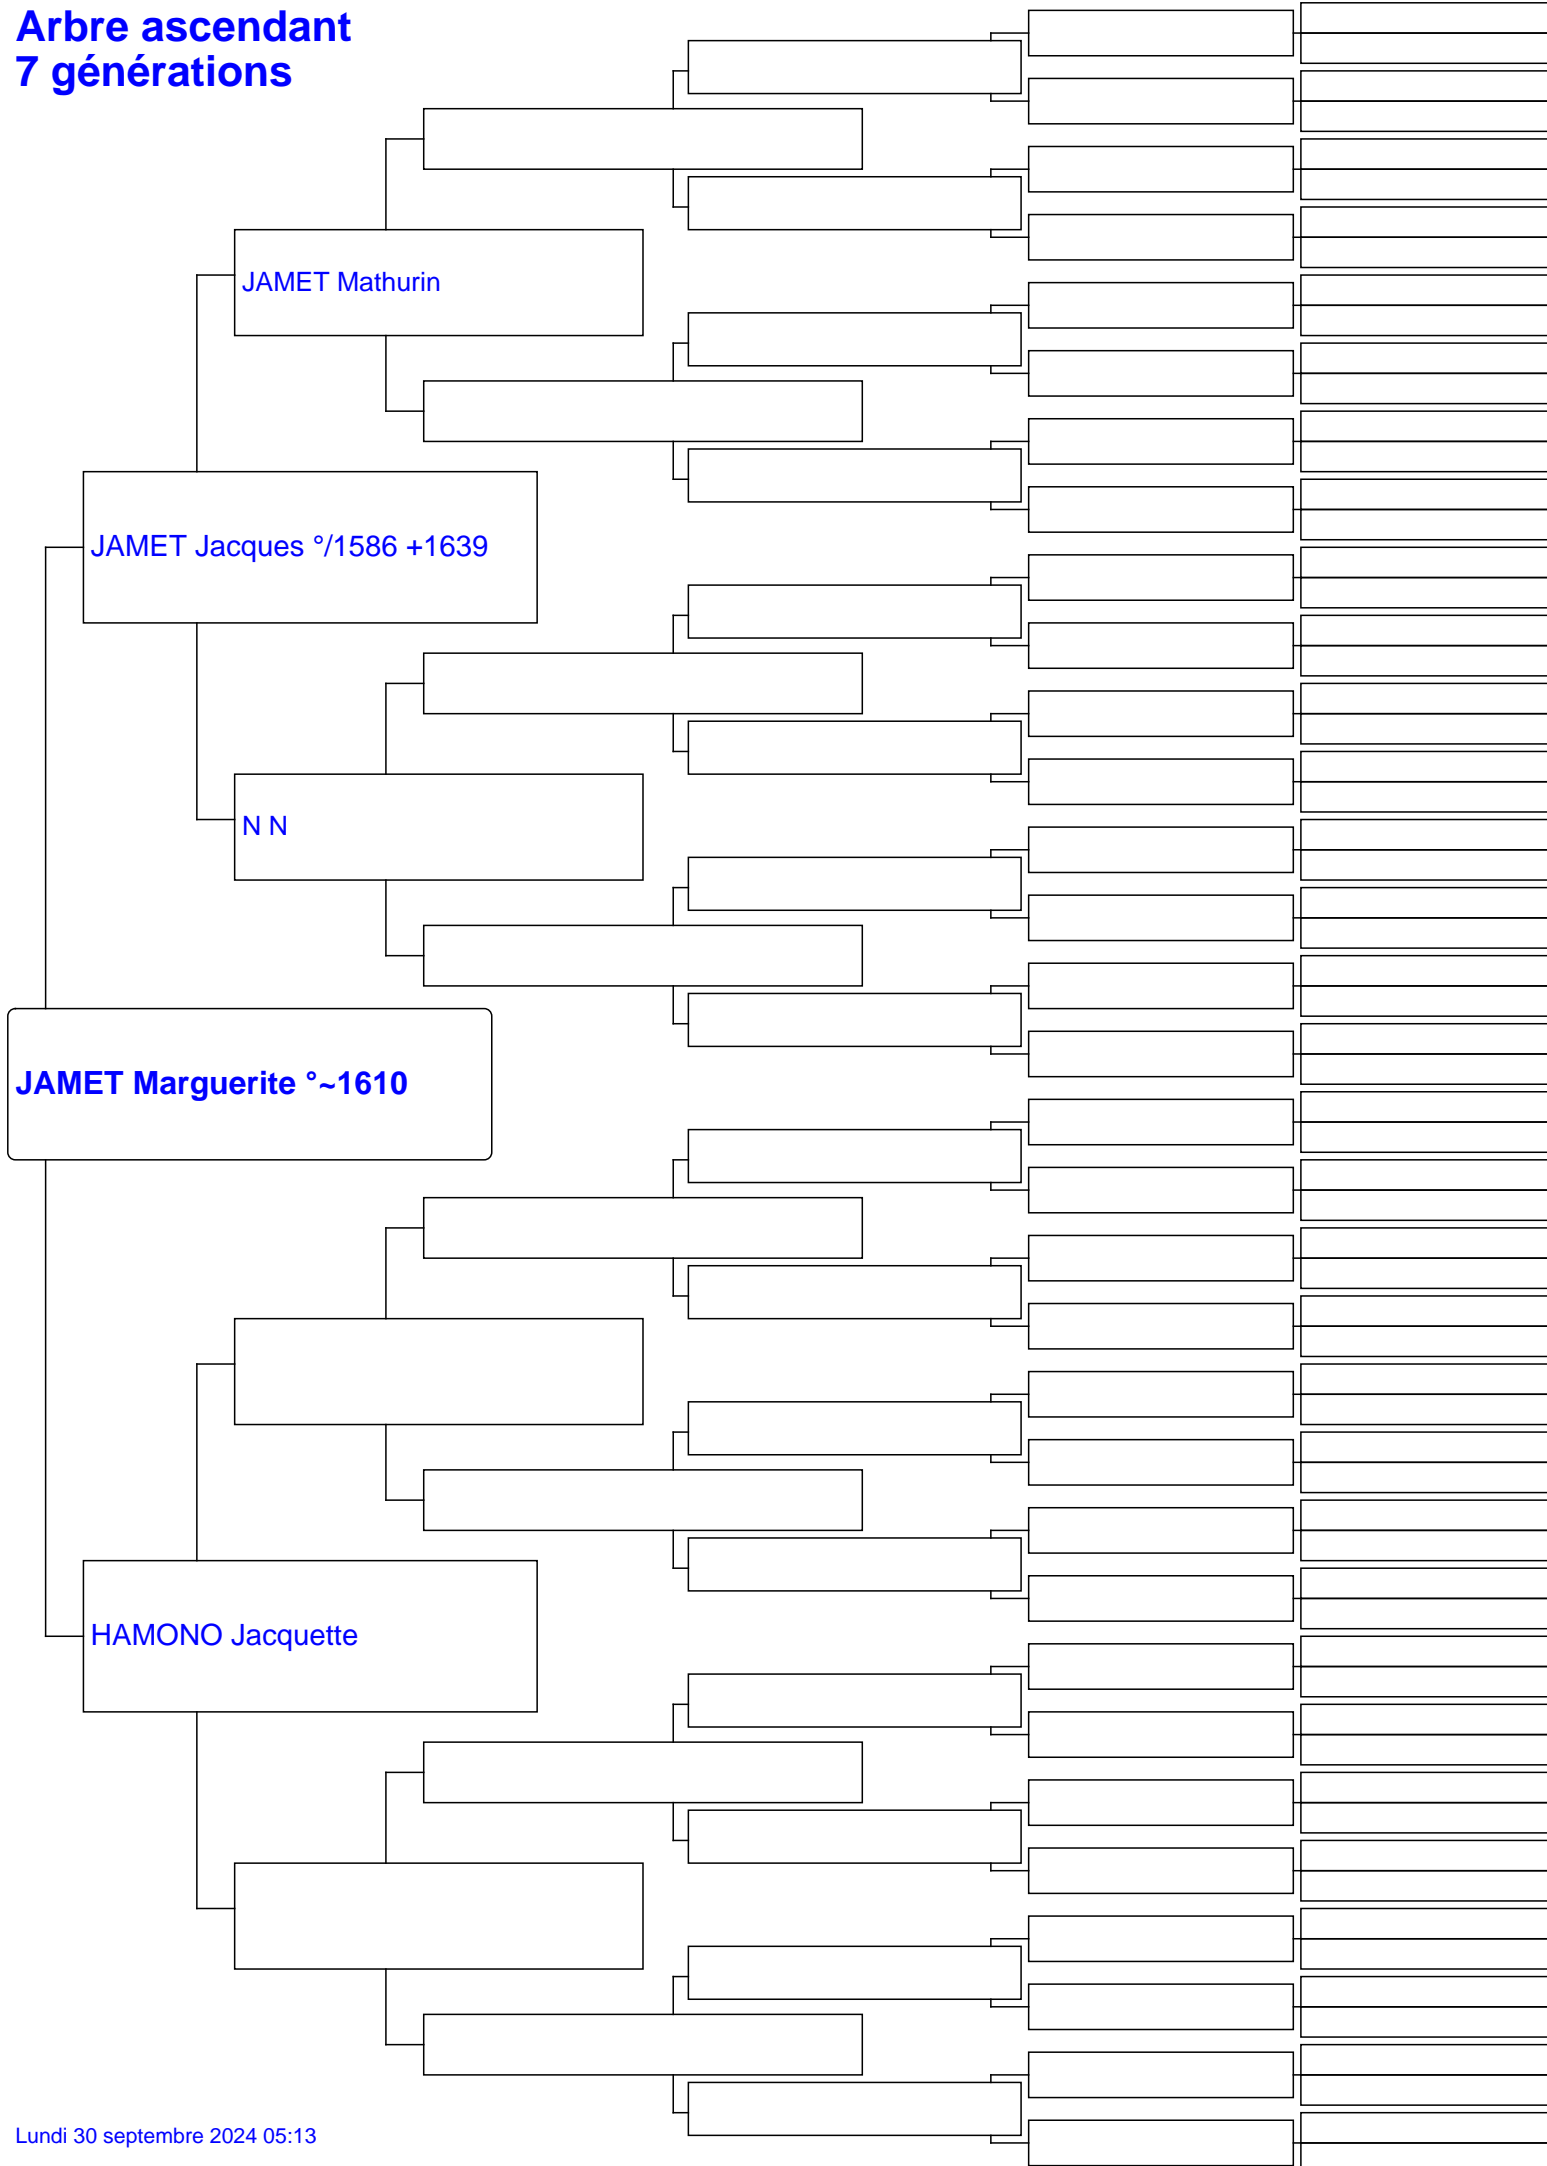 Arbre ascendant
7 générations
JAMET Mathurin
JAMET Jacques °/1586 +1639
N N
JAMET Marguerite °~1610
HAMONO Jacquette
Lundi 30 septembre 2024 05:13